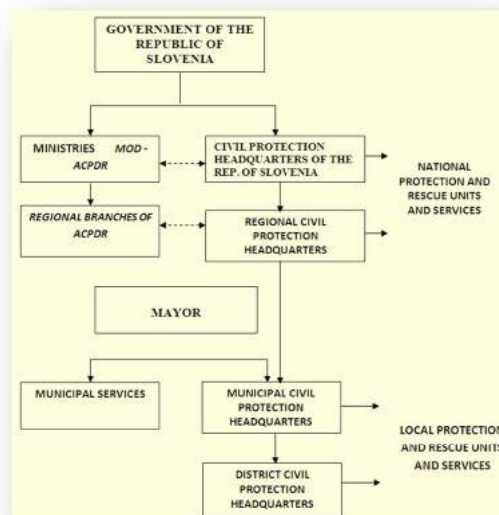 GOVERNMENT OF THE
REPUBLIC OF
SLOVENIA
MINISTRIES MOD -
ACPDR
CIVIL PROTECTION
HEADQUARTERS OF THE
REP. OF SLOVENIA
NATIONAL
PROTECTION AND
RESCUE UNITS
AND SERVICES
REGIONAL BRANCHES OF
ACPDR
REGIONAL CIVIL
PROTECTION
HEADQUARTERS
MAYOR
MUNICIPAL SERVICES
MUNICIPAL CIVIL
PROTECTION
HEADQUARTERS
LOCAL PROTECTION
AND RESCUE UNITS
AND SERVICES
DISTRICT CIVIL
PROTECTION
HEADQUARTERS